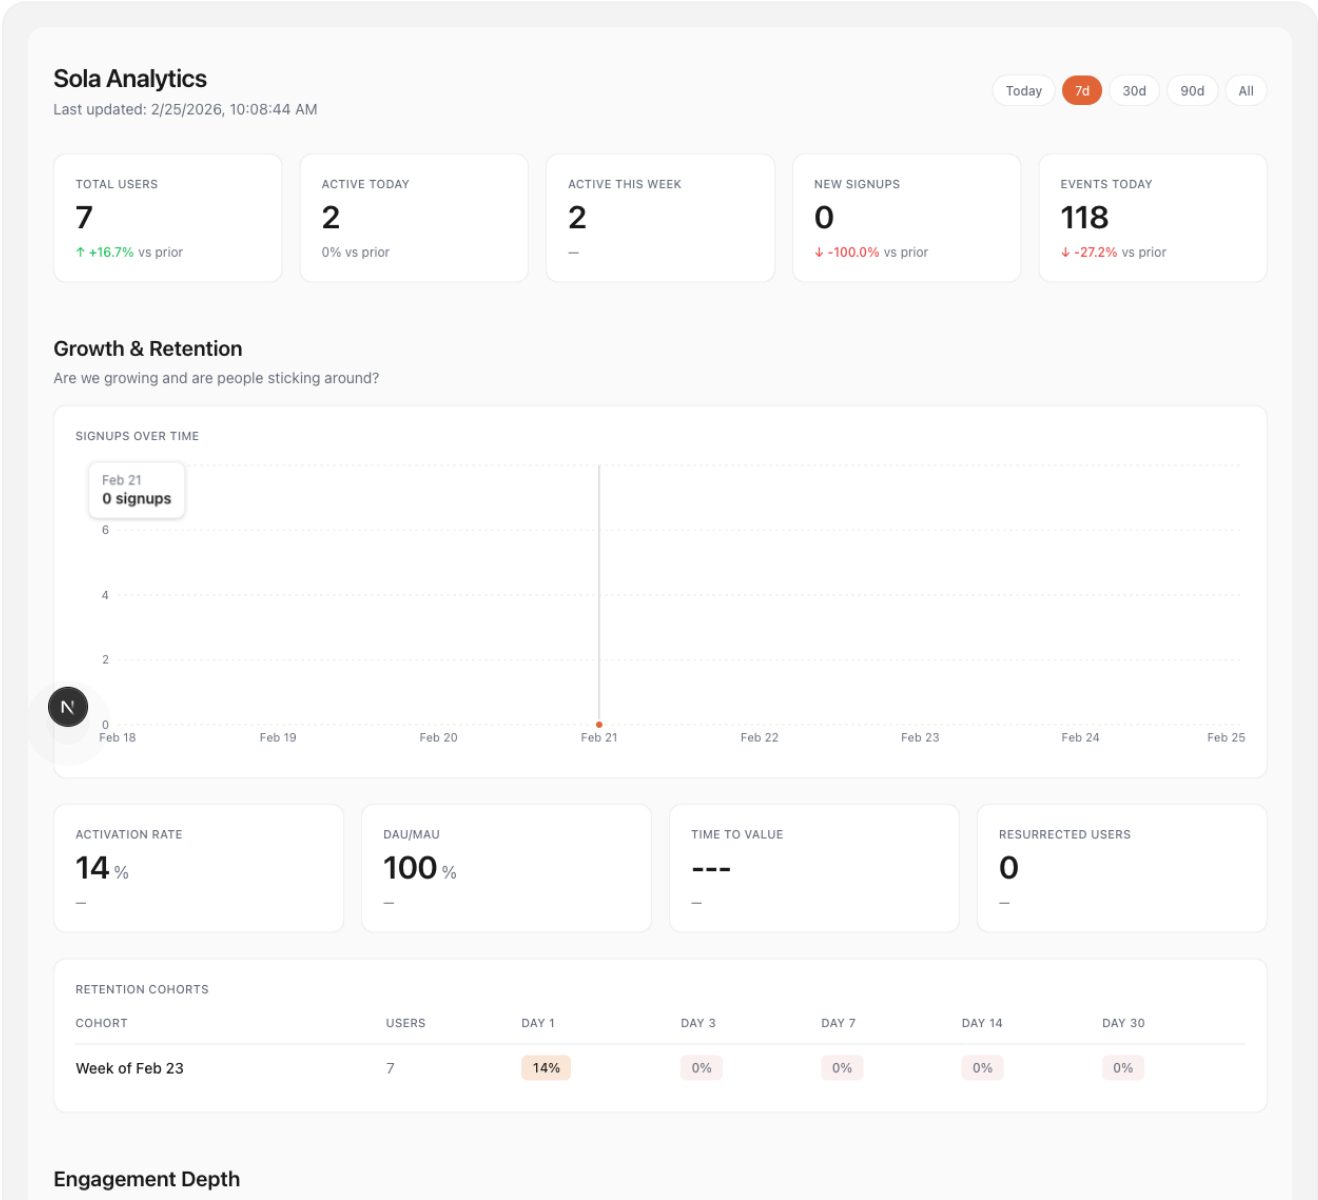 Sola Analytics
Last updated: 2/25/2026, 10:08:44 AM
Today 7d 30d 90d All
TOTAL USERS
7
↑ +16.7% vs prior
ACTIVE TODAY
2
0% vs prior
ACTIVE THIS WEEK
2
—
NEW SIGNUPS
0
↓ -100.0% vs prior
EVENTS TODAY
118
↓ -27.2% vs prior
Growth & Retention
Are we growing and are people sticking around?
SIGNUPS OVER TIME
Feb 21
0 signups
6
4
2
0
N
Feb 18 Feb 19 Feb 20 Feb 21 Feb 22 Feb 23 Feb 24 Feb 25
ACTIVATION RATE
14 %
—
DAU/MAU
100 %
—
TIME TO VALUE
---
—
RESURRECTED USERS
0
—
RETENTION COHORTS
COHORT USERS DAY 1 DAY 3 DAY 7 DAY 14 DAY 30
Week of Feb 23 7 14% 0% 0% 0% 0%
Engagement Depth